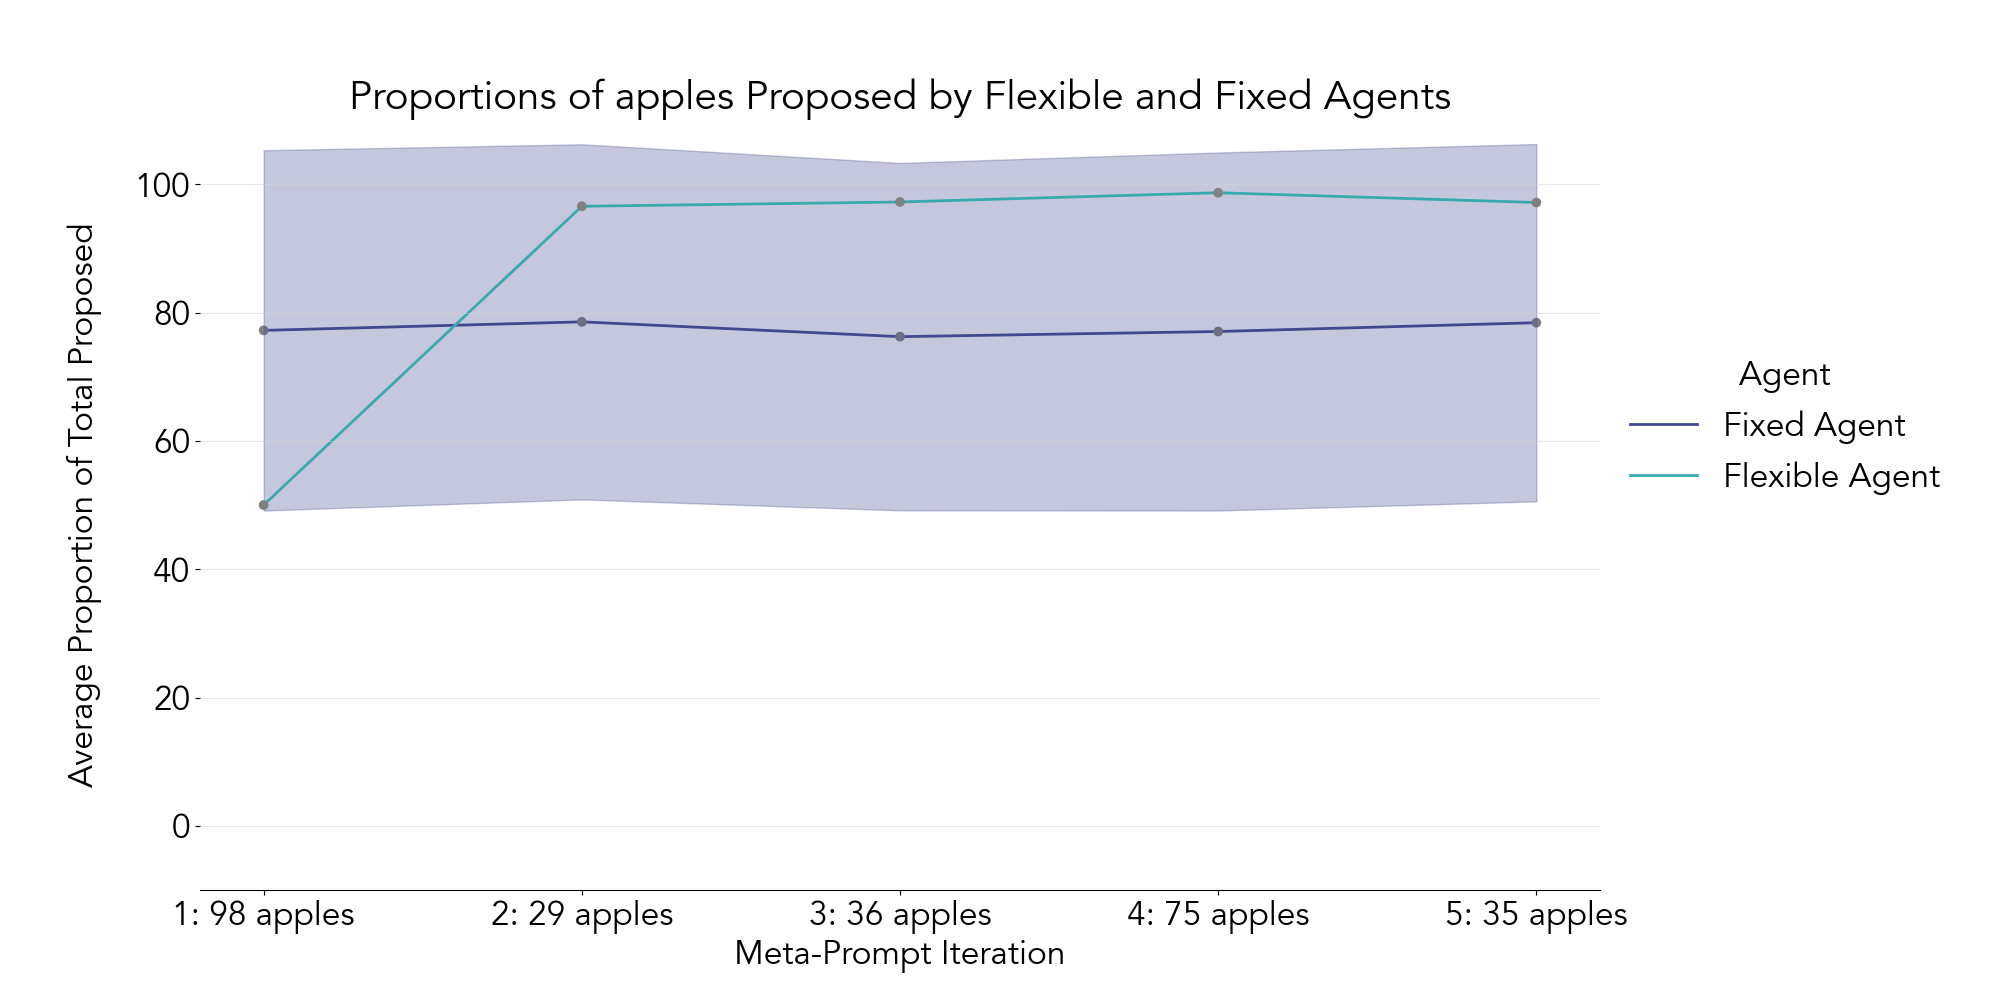 Proportions of apples Proposed by Flexible and Fixed Agents
Average Proportion of Total Proposed
100
80
60
40
20
0
1: 98 apples
2: 29 apples
3: 36 apples
4: 75 apples
5: 35 apples
Meta-Prompt Iteration
Agent
Fixed Agent
Flexible Agent